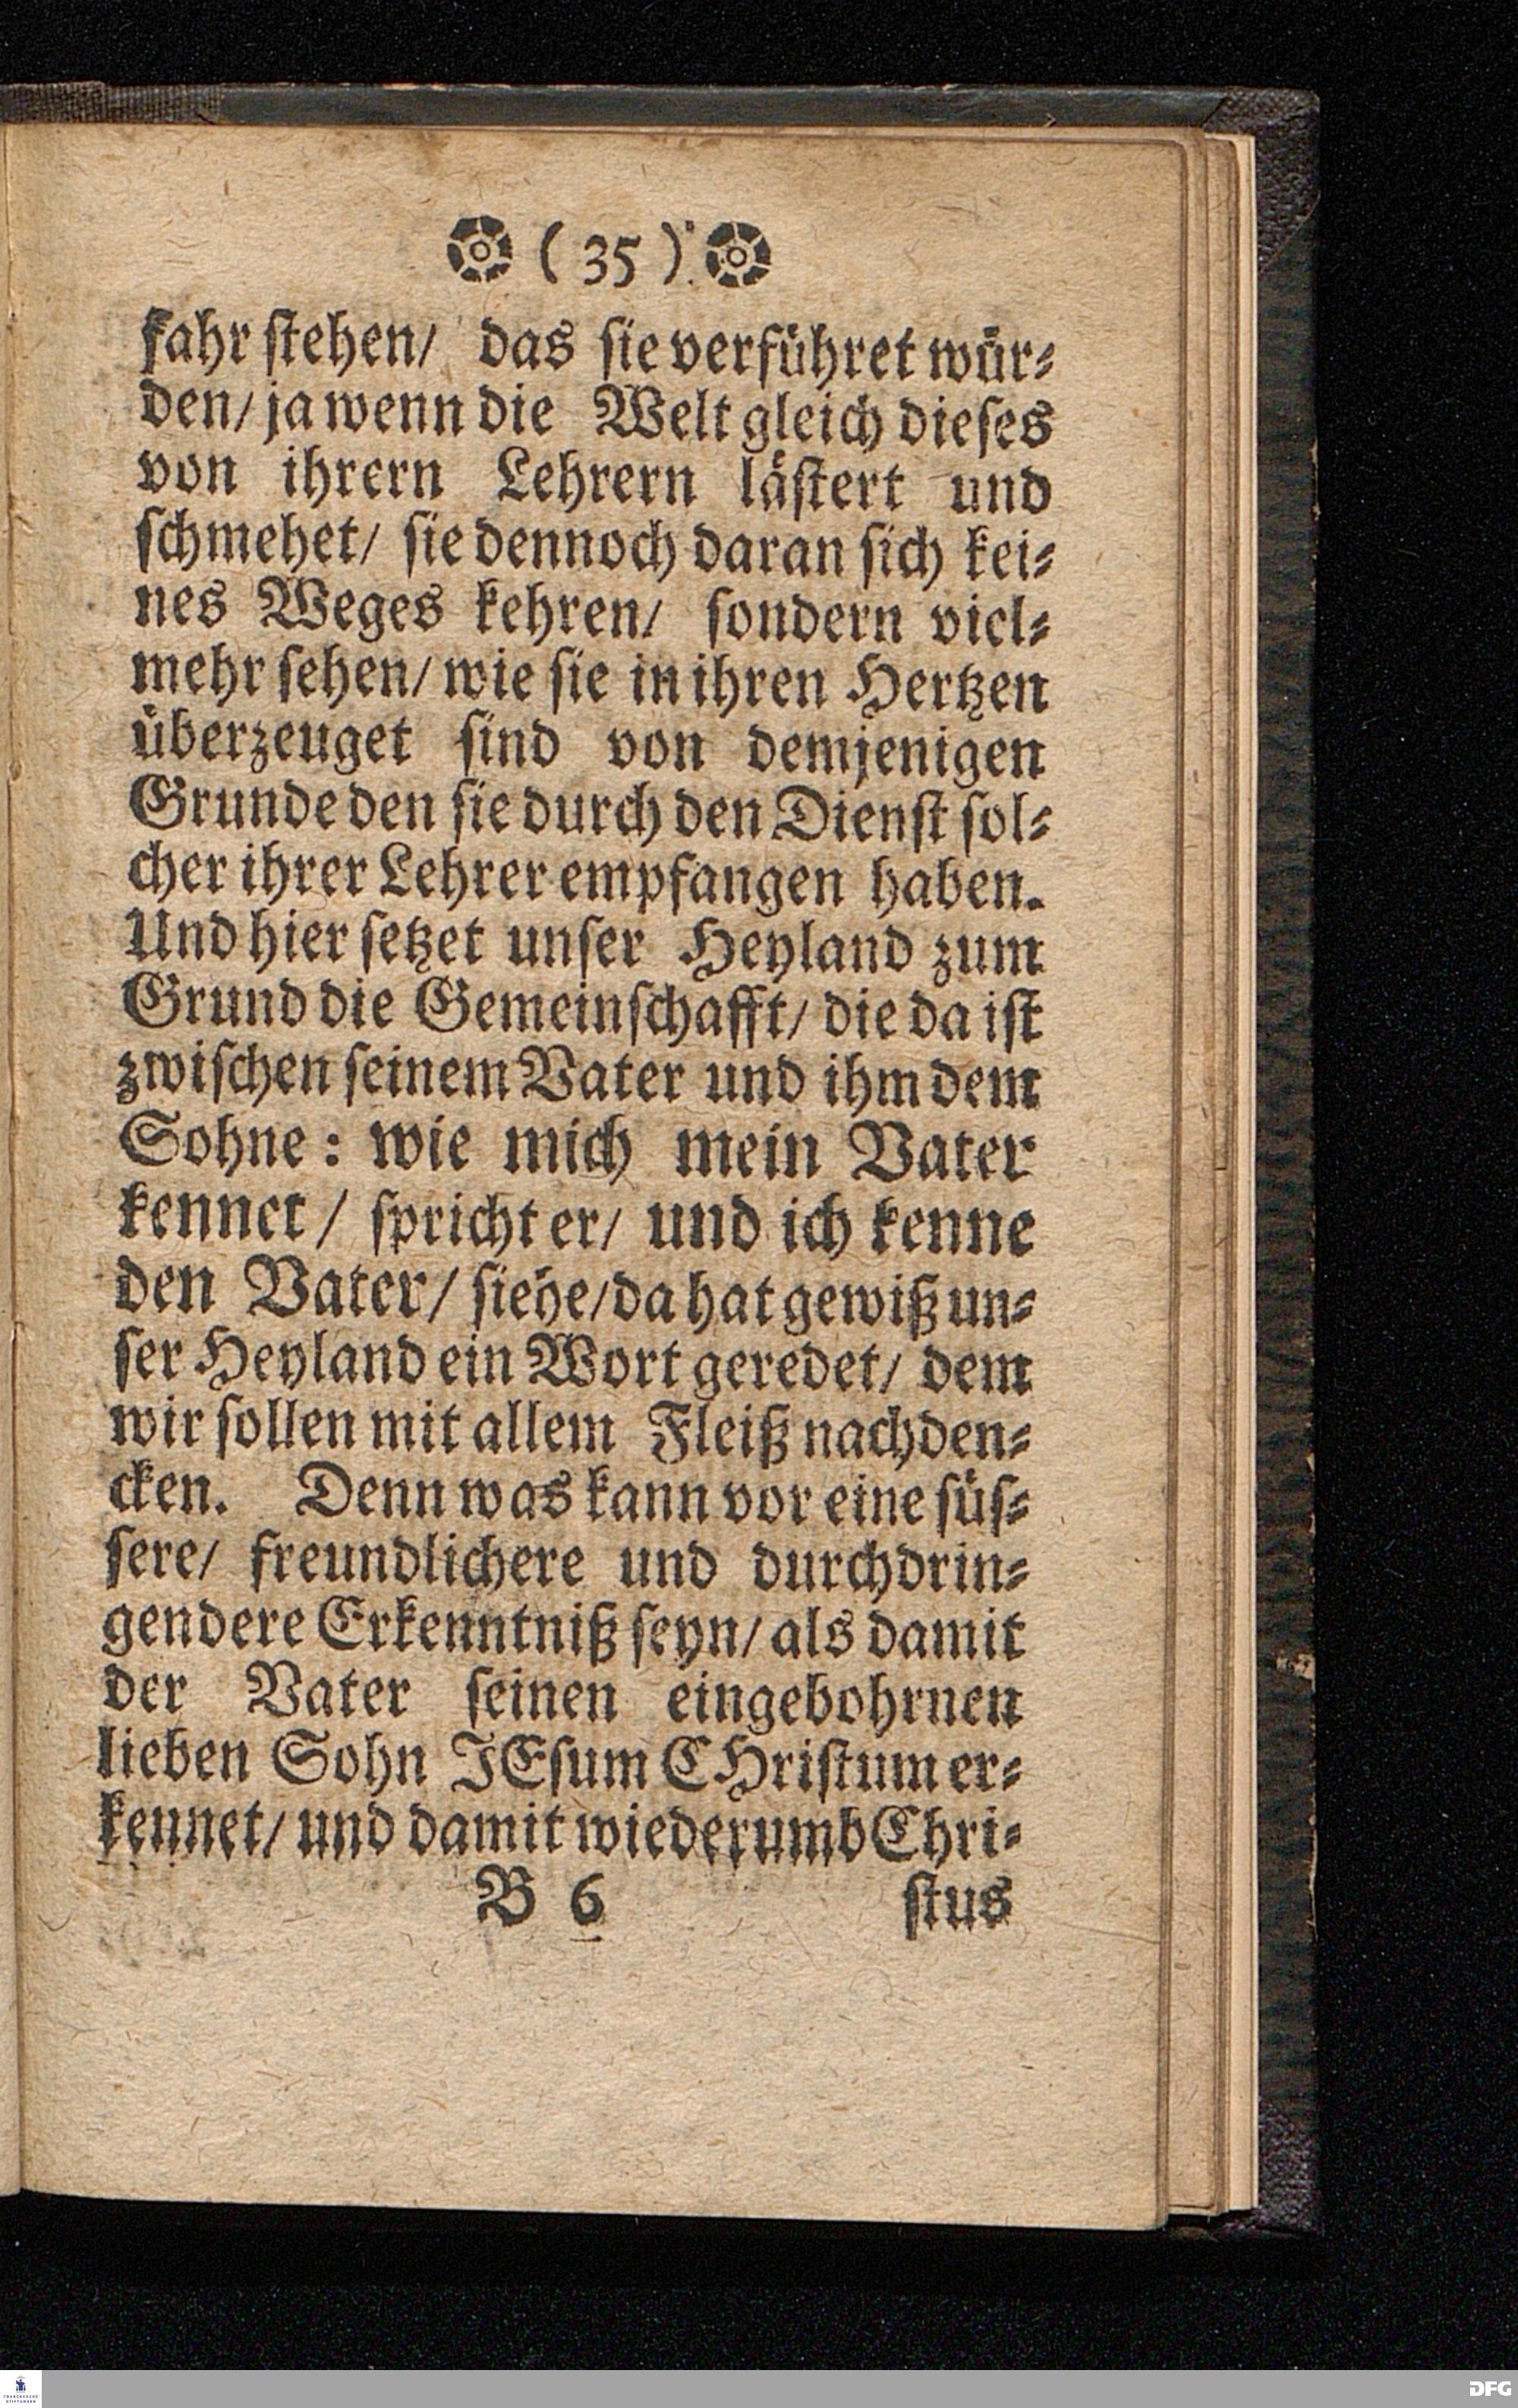 ( 35 )
fahr stehen/ das sie verführet wür⸗
den/ ja wenn die Welt gleich dieses
von ihrern Lehrern lästert und
schmehet/ sie dennoch daran sich kei⸗
nes Weges kehren/ sondern viel⸗
mehr sehen/ wie sie in ihren Hertzen
überzeuget sind von demjenigen
Grunde den sie durch den Dienst sol⸗
cher ihrer Lehrer empfangen haben.
Und hier setzet unser Heyland zum
Grund die Gemeinschafft/ die da ist
zwischen seinem Vater und ihm dem
Sohne: wie mich mein Vater
kennet/ spricht er/ und ich kenne
den Vater/ siehe/ da hat gewiß un⸗
ser Heyland ein Wort geredet/ dem
wir sollen mit allem Fleiß nachden⸗
cken. Denn was kann vor eine süs⸗
sere/ freundlichere und durchdrin⸗
gendere Erkenntniß seyn/ als damit
der Vater seinen eingebohrnen
lieben Sohn JEsum CHristum er⸗
kennet/ und damit wiederumb Chri⸗
B 6 stus
FRANCKESCHE STIFTUNGEN
DFG